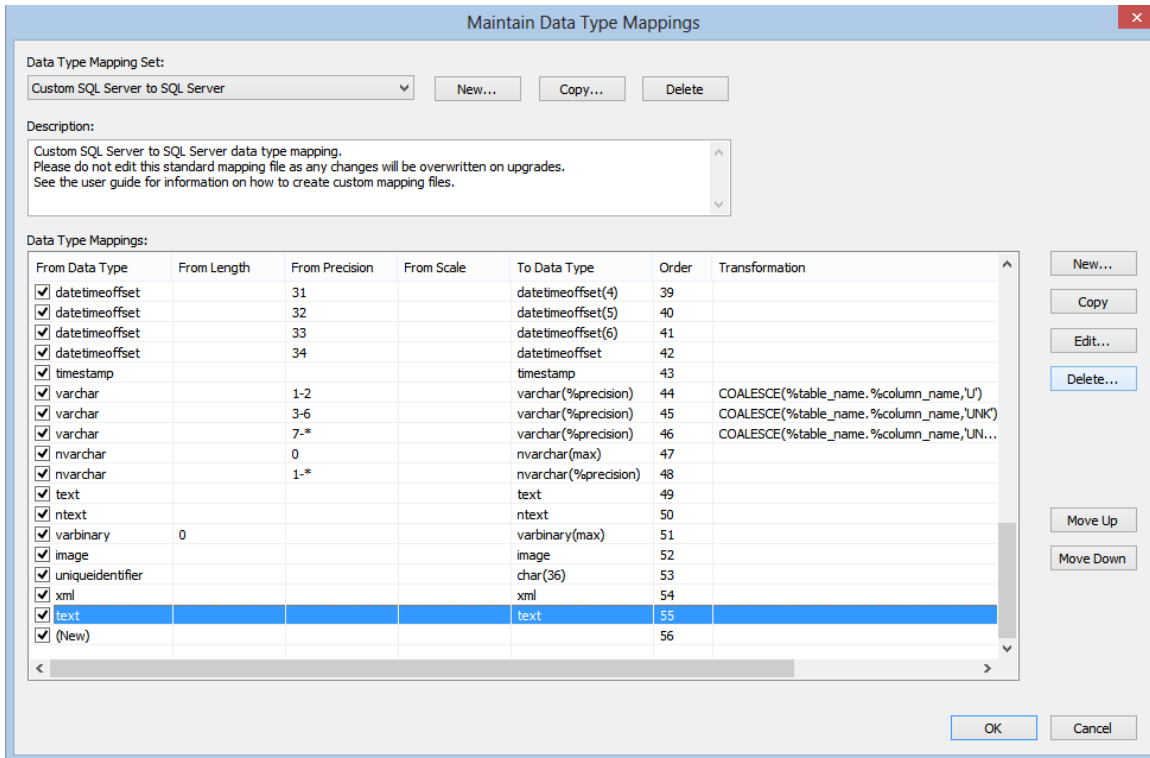 Maintain Data Type Mappings
Data Type Mapping Set:
Custom SQL Server to SQL Server New... Copy... Delete
Description:
Custom SQL Server to SQL Server data type mapping.
Please do not edit this standard mapping file as any changes will be overwritten on upgrades.
See the user guide for information on how to create custom mapping files.
Data Type Mappings:
From Data Type From Length From Precision From Scale To Data Type Order Transformation
datetimeoffset 31 datetimeoffset(4) 39
datetimeoffset 32 datetimeoffset(5) 40
datetimeoffset 33 datetimeoffset(6) 41
datetimeoffset 34 datetimeoffset 42
timestamp timestamp 43
varchar 1-2 varchar(%precision) 44 COALESCE(%table_name.%column_name,'U')
varchar 3-6 varchar(%precision) 45 COALESCE(%table_name.%column_name,'UNK')
varchar 7-* varchar(%precision) 46 COALESCE(%table_name.%column_name,'UN...
nvarchar 0 nvarchar(max) 47
nvarchar 1-* nvarchar(%precision) 48
text text 49
ntext ntext 50
varbinary 0 varbinary(max) 51
image image 52
uniqueidentifier char(36) 53
xml xml 54
text text 55
(New) 56
New...
Copy
Edit...
Delete...
Move Up
Move Down
OK Cancel